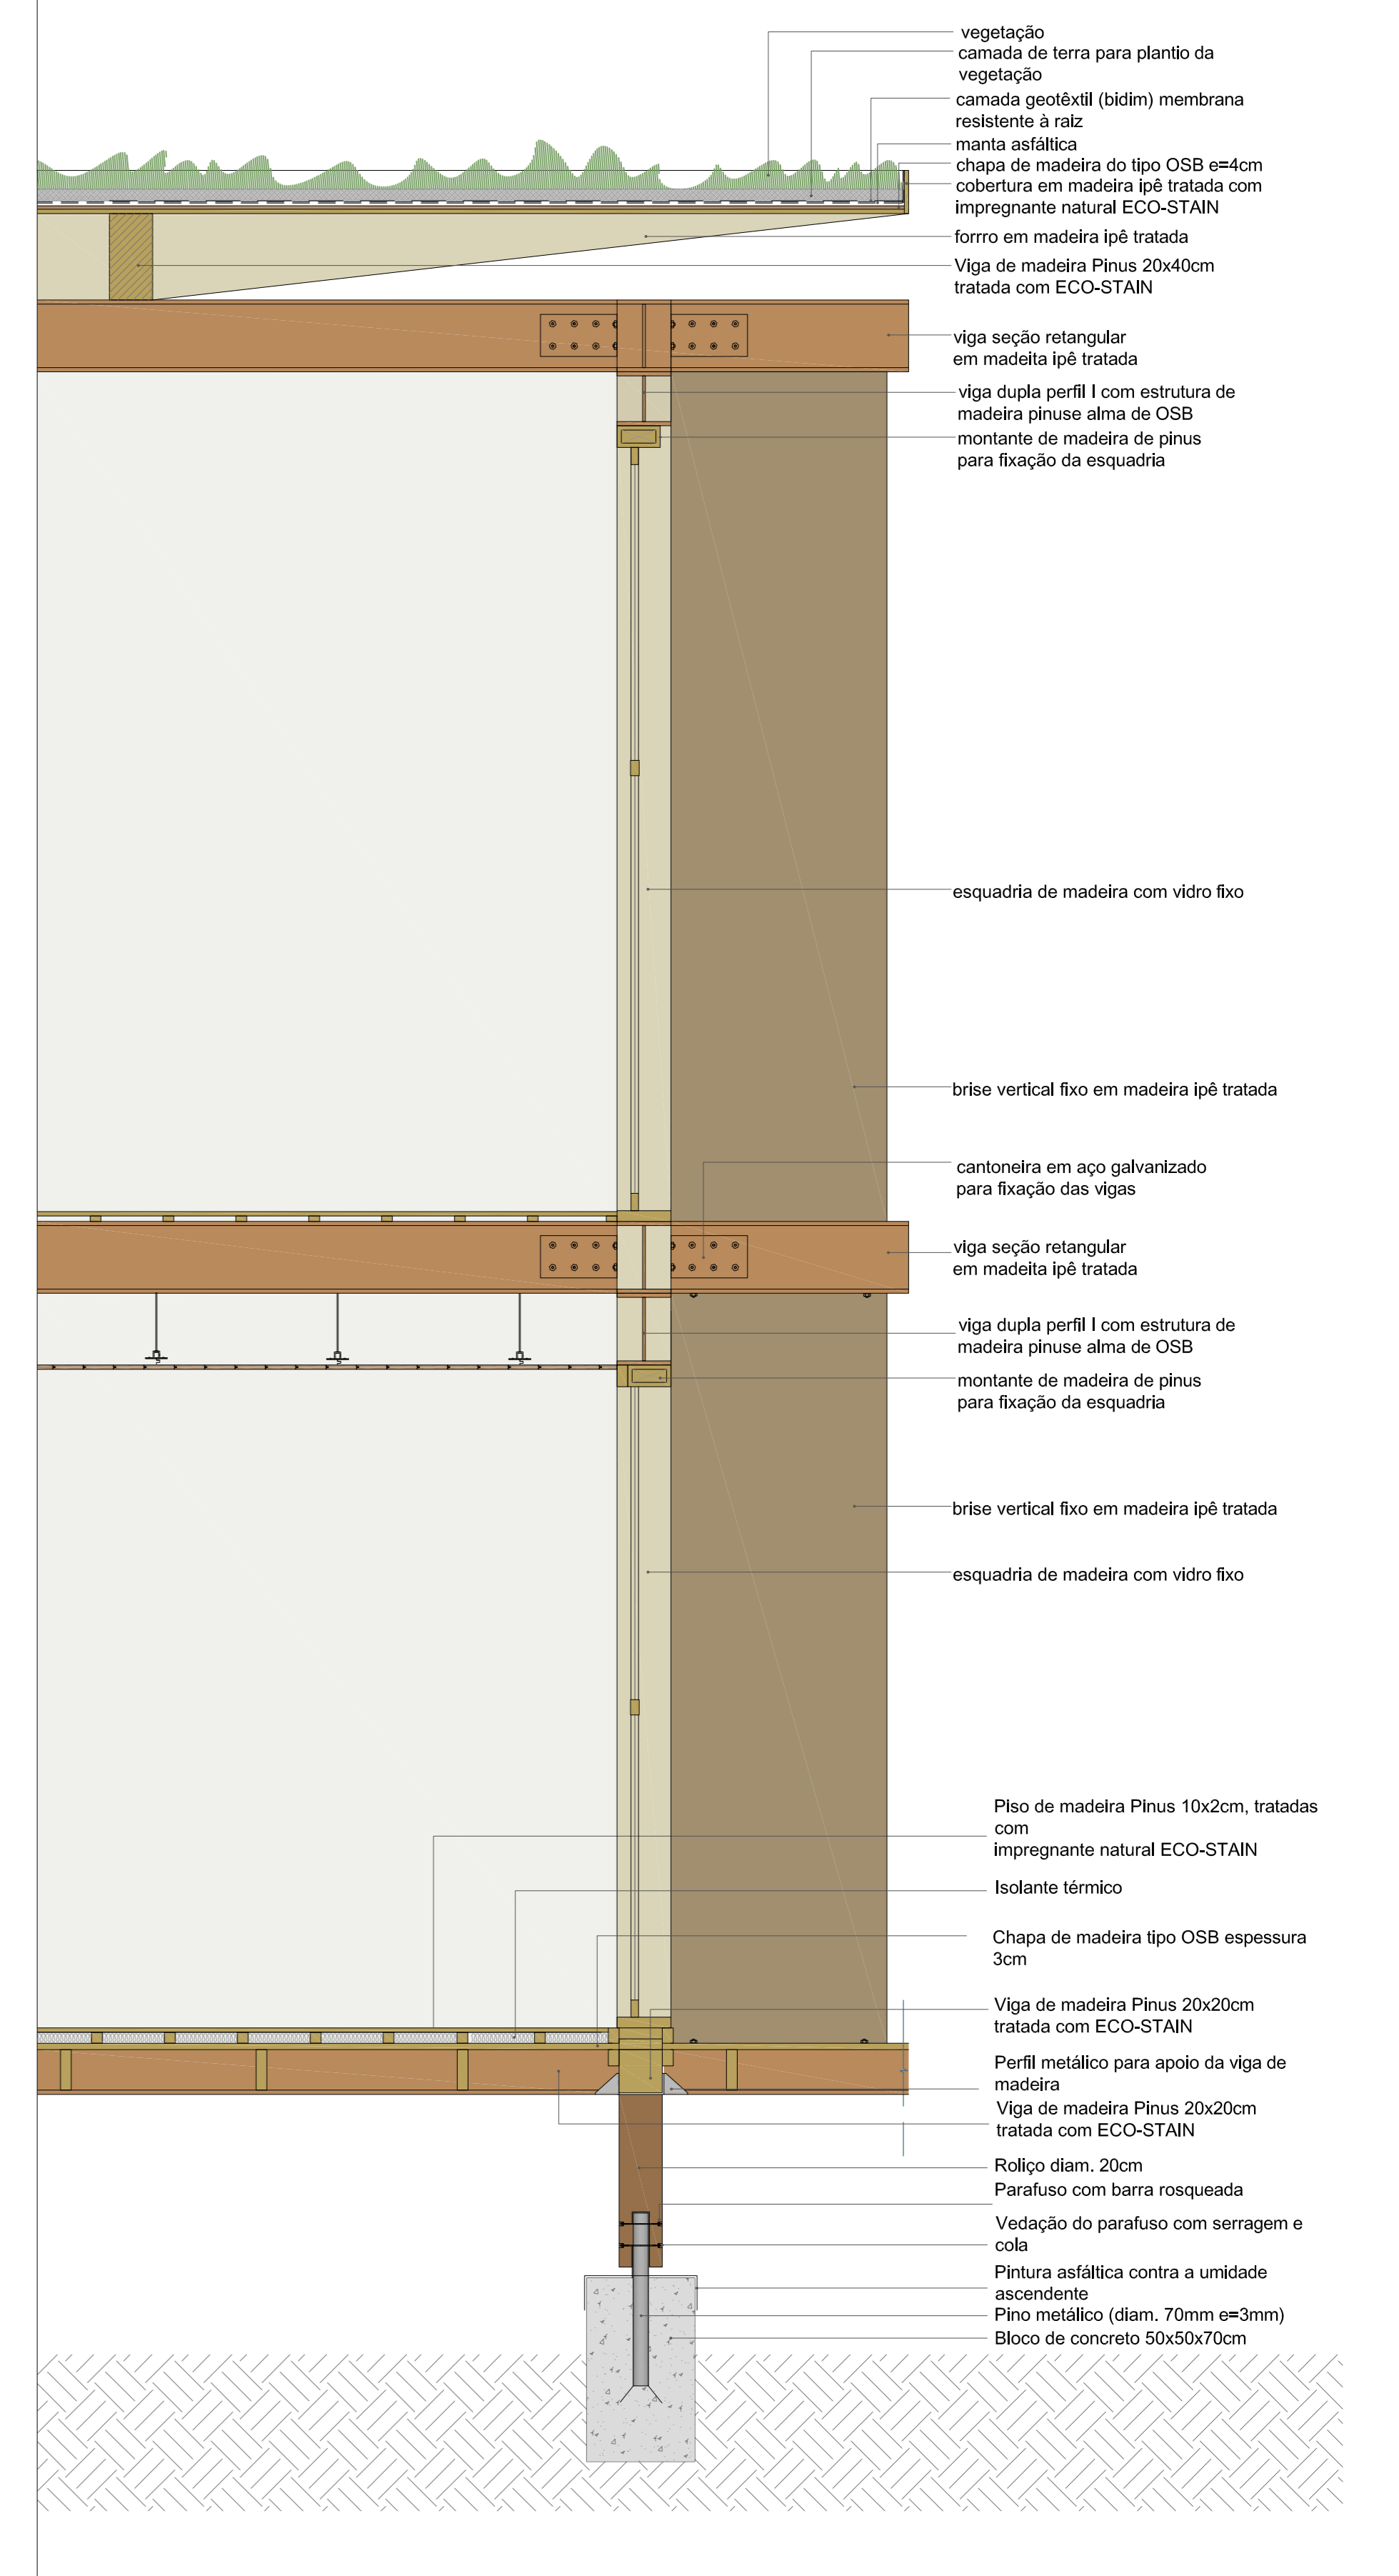 vegetação
camada de terra para plantio da
vegetação
camada geotêxtil (bidim) membrana
resistente à raiz
manta asfáltica
chapa de madeira do tipo OSB e=4cm
cobertura em madeira ipê tratada com
impregnante natural ECO-STAIN
forrro em madeira ipê tratada
Viga de madeira Pinus 20x40cm
tratada com ECO-STAIN
viga seção retangular
em madeita ipê tratada
viga dupla perfil I com estrutura de
madeira pinuse alma de OSB
montante de madeira de pinus
para fixação da esquadria
esquadria de madeira com vidro fixo
brise vertical fixo em madeira ipê tratada
cantoneira em aço galvanizado
para fixação das vigas
viga seção retangular
em madeita ipê tratada
viga dupla perfil I com estrutura de
madeira pinuse alma de OSB
montante de madeira de pinus
para fixação da esquadria
brise vertical fixo em madeira ipê tratada
esquadria de madeira com vidro fixo
Piso de madeira Pinus 10x2cm, tratadas
com
impregnante natural ECO-STAIN
Isolante térmico
Chapa de madeira tipo OSB espessura
3cm
Viga de madeira Pinus 20x20cm
tratada com ECO-STAIN
Perfil metálico para apoio da viga de
madeira
Viga de madeira Pinus 20x20cm
tratada com ECO-STAIN
Roliço diam. 20cm
Parafuso com barra rosqueada
Vedação do parafuso com serragem e
cola
Pintura asfáltica contra a umidade
ascendente
Pino metálico (diam. 70mm e=3mm)
Bloco de concreto 50x50x70cm